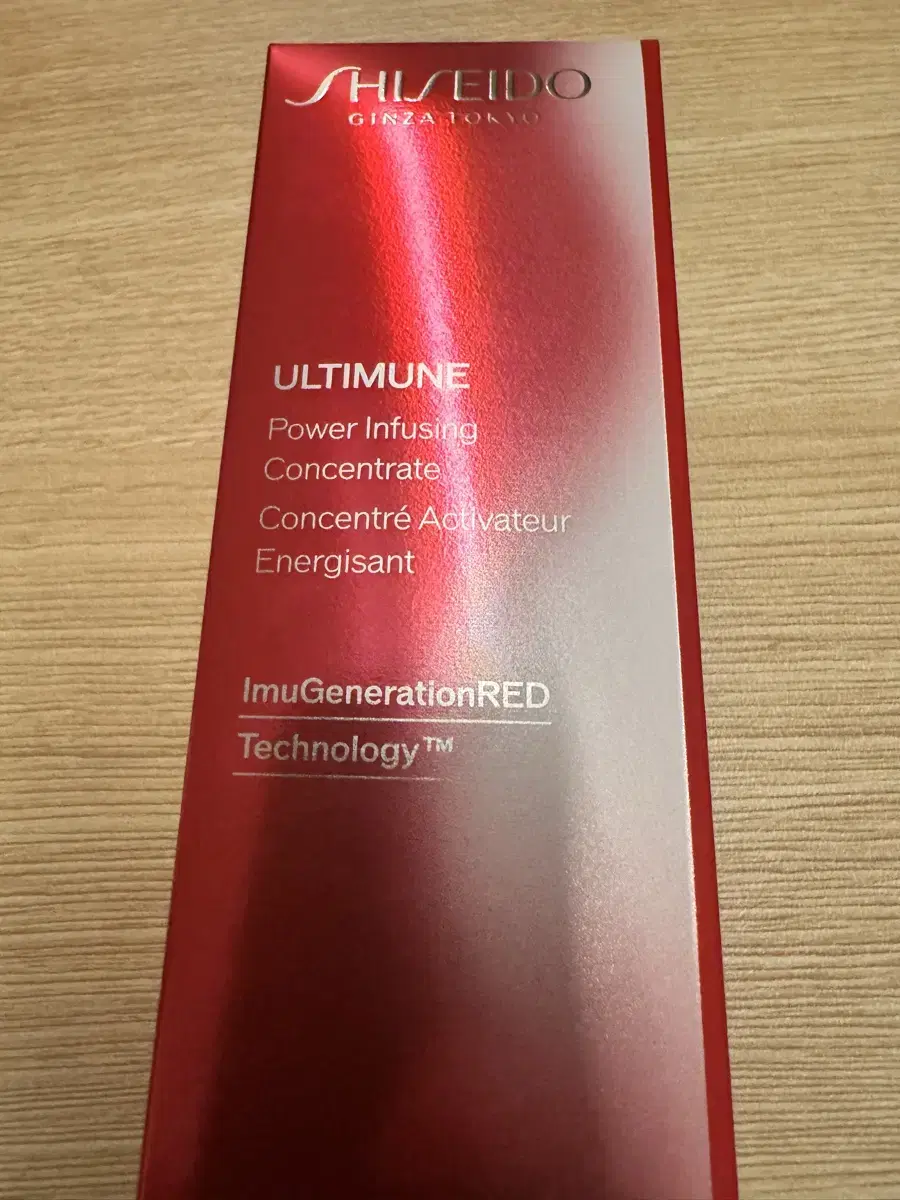 SHISEIDO
GINZA TOKYO
ULTIMUNE
Power Infusing
Concentrate
Concentré Activateur
Energisant
ImuGenerationRED
Technology™